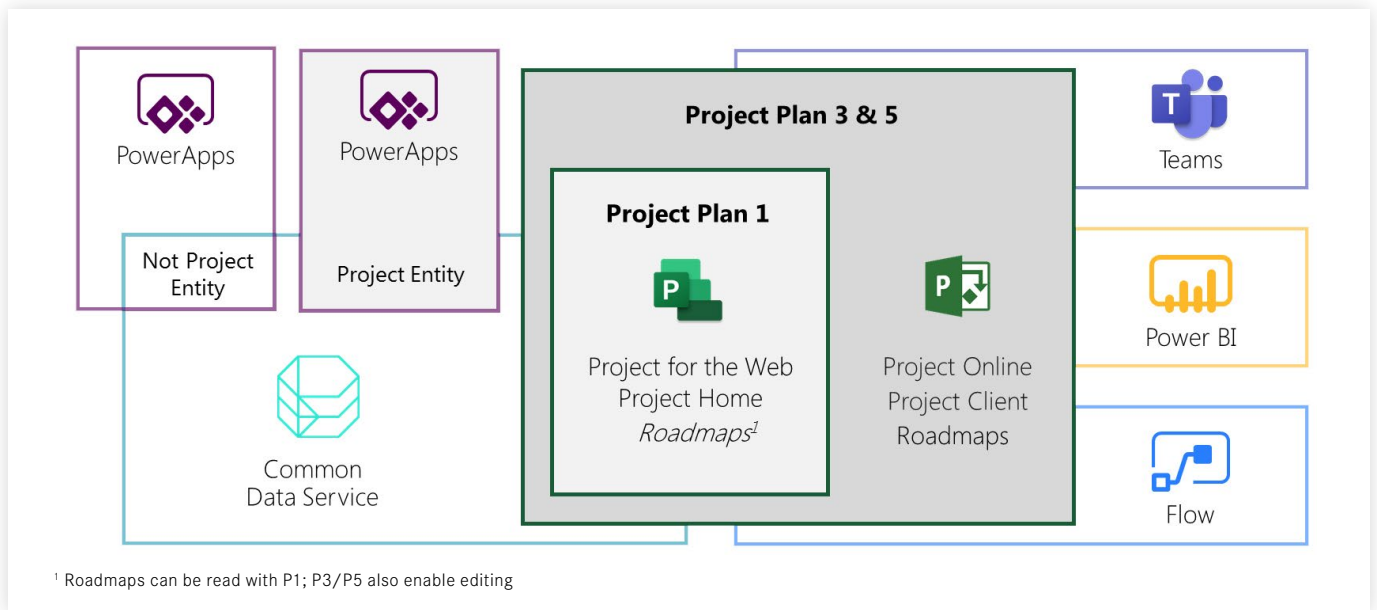 PowerApps
Not Project
Entity
PowerApps
Project Entity
Common
Data Service
Project Plan 3 & 5
Project Plan 1
P
Project for the Web
Project Home
Roadmaps¹
P
Project Online
Project Client
Roadmaps
T
Teams
Power BI
Flow
¹ Roadmaps can be read with P1; P3/P5 also enable editing